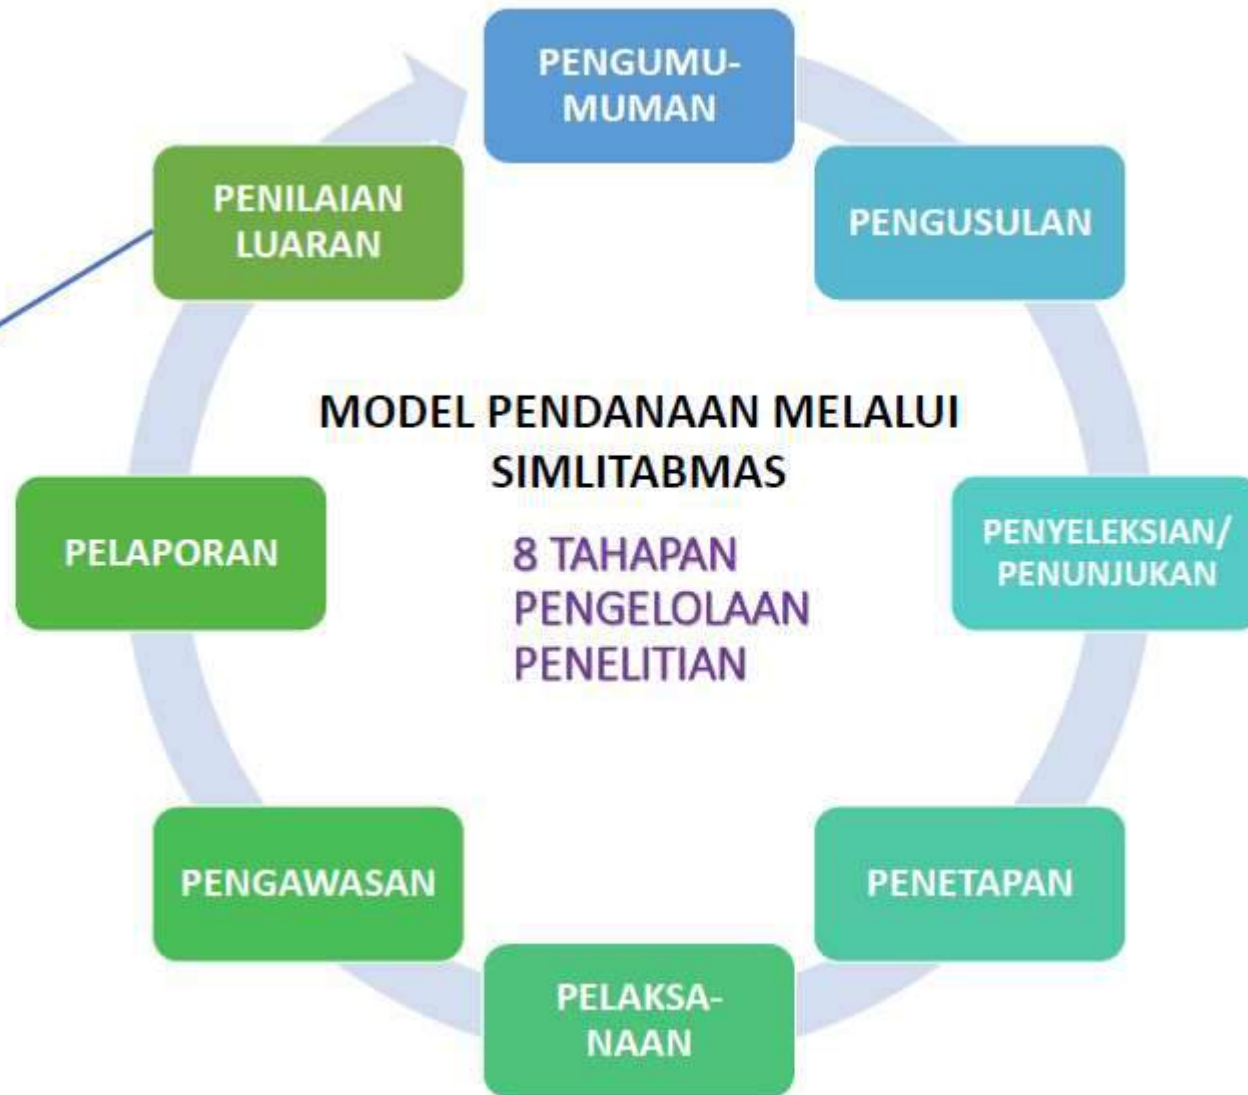 PENGUMU-
MUMAN
PENGUSULAN
PENYELEKSIAN/
PENUNJUKAN
PENETAPAN
PELAKSA-
NAAN
PENGAWASAN
PELAPORAN
PENILAIAN
LUARAN
MODEL PENDANAAN MELALUI
SIMLITABMAS
8 TAHAPAN
PENGELOLAAN
PENELITIAN